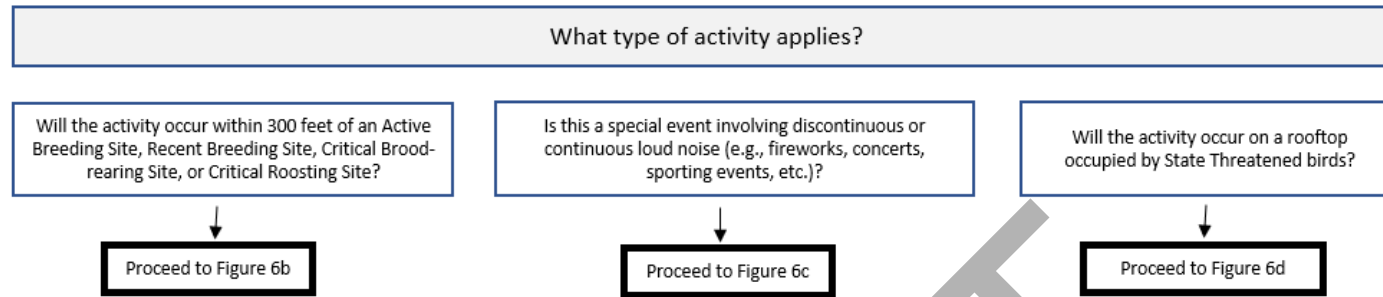 What type of activity applies?
Will the activity occur within 300 feet of an Active
Breeding Site, Recent Breeding Site, Critical Brood-
rearing Site, or Critical Roosting Site?
Is this a special event involving discontinuous or
continuous loud noise (e.g., fireworks, concerts,
sporting events, etc.)?
Will the activity occur on a rooftop
occupied by State Threatened birds?
Proceed to Figure 6b
Proceed to Figure 6c
Proceed to Figure 6d